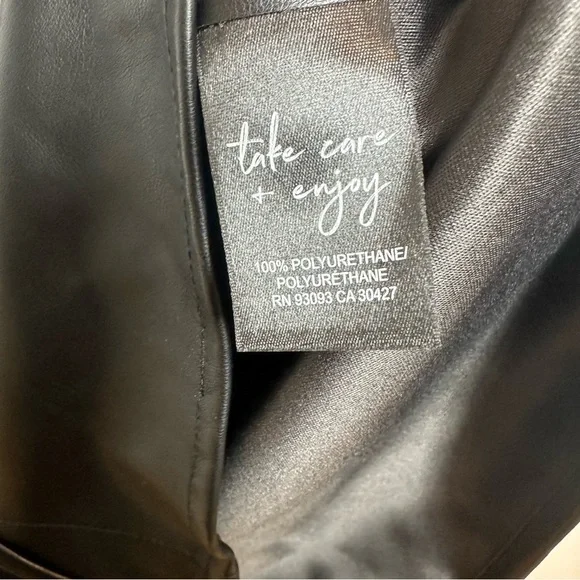 take care
+ enjoy
100% POLYURETHANE/
POLYURÉTHANE
RN 93093 CA 30427